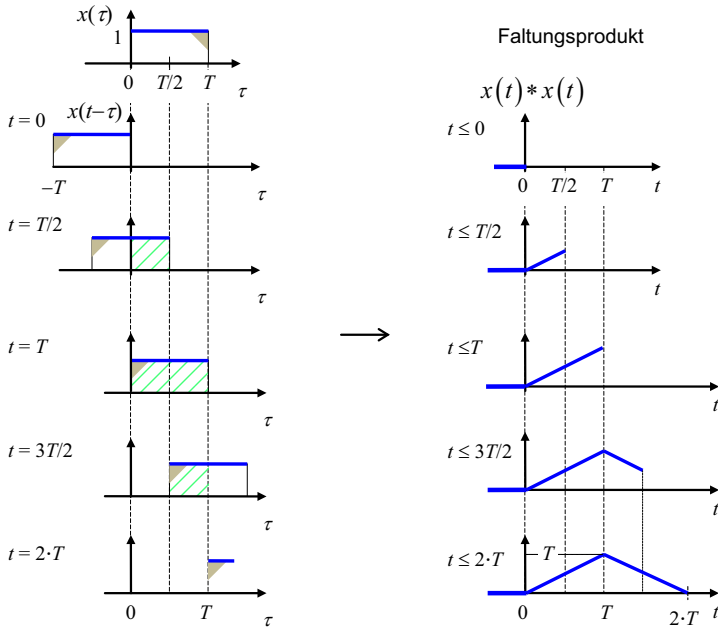 x(τ)
1
0 T/2 T τ
t = 0
x(t−τ)
−T
τ
t = T/2
τ
t = T
τ
t = 3T/2
τ
t = 2·T
0 T τ
Faltungsprodukt
x(t) * x(t)
t ≤ 0
0 T/2 T t
t ≤ T/2
t
t ≤T
t
t ≤ 3T/2
t
t ≤ 2·T
T
0 T 2·T t